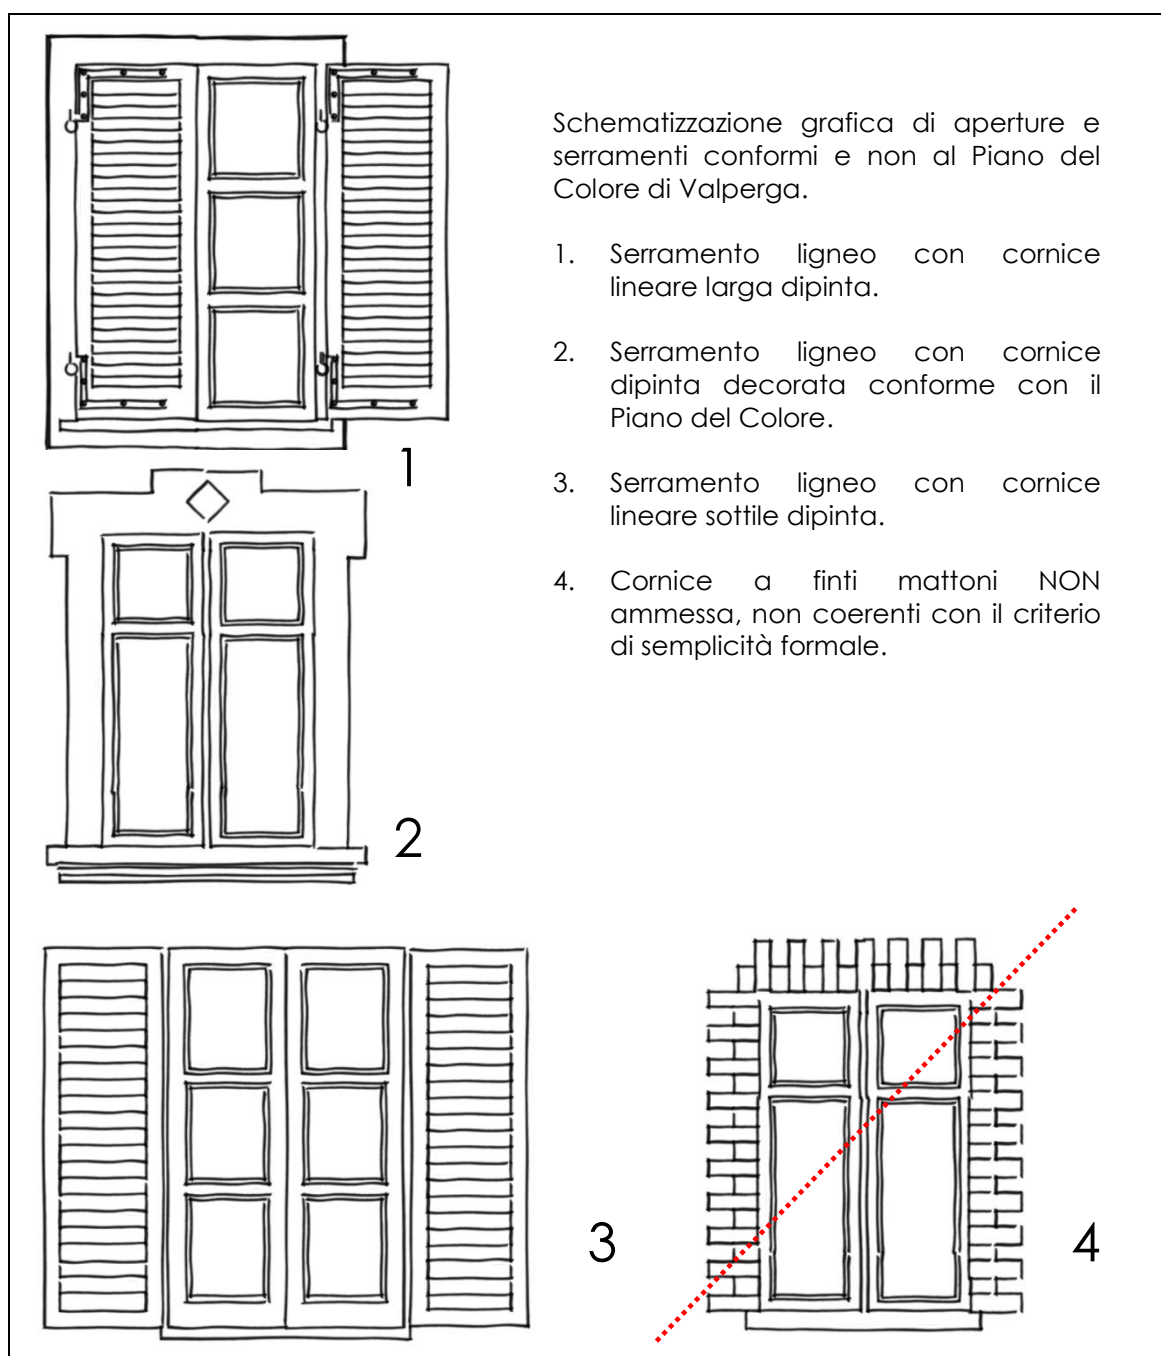 Schematizzazione grafica di aperture e
serramenti conformi e non al Piano del
Colore di Valperga.
1. Serramento ligneo con cornice
lineare larga dipinta.
2. Serramento ligneo con cornice
dipinta decorata conforme con il
Piano del Colore.
3. Serramento ligneo con cornice
lineare sottile dipinta.
4. Cornice a finti mattoni NON
ammessa, non coerenti con il criterio
di semplicità formale.
1
2
3
4